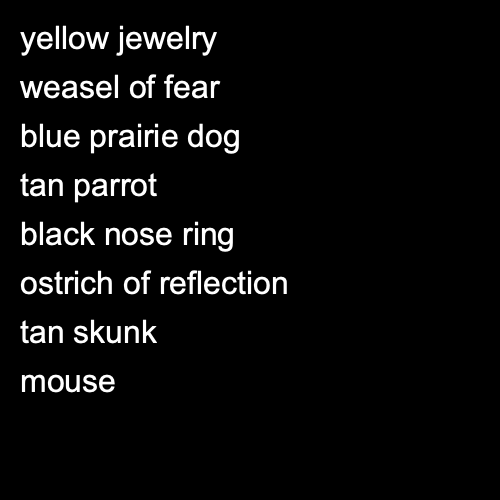 yellow jewelry
weasel of fear
blue prairie dog
tan parrot
black nose ring
ostrich of reflection
tan skunk
mouse